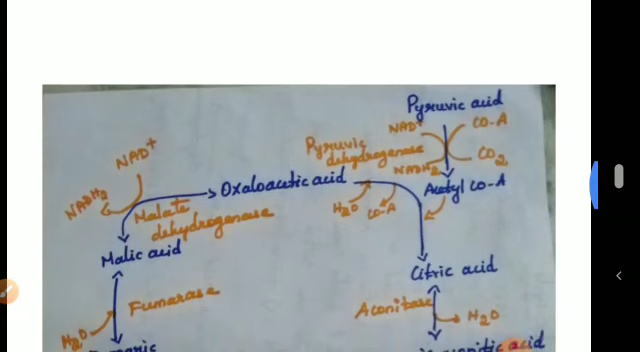 Pyruvic acid
NAD+
CO-A
Pyruvic
dehydrogenase
NADH2
CO2
Acetyl CO-A
NAD+
NADH2
Oxaloacetic acid
H2O
CO-A
Malate
dehydrogenase
Malic acid
Citric acid
Fumarase
Aconitase
H2O
H2O
acid